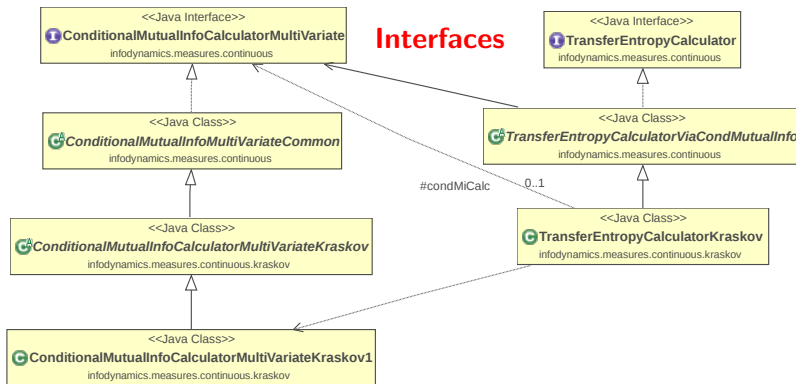 <<Java Interface>>
ConditionalMutualInfoCalculatorMultiVariate
infodynamics.measures.continuous
Interfaces
<<Java Interface>>
TransferEntropyCalculator
infodynamics.measures.continuous
<<Java Class>>
ConditionalMutualInfoMultiVariateCommon
infodynamics.measures.continuous
<<Java Class>>
TransferEntropyCalculatorViaCondMutualInfo
infodynamics.measures.continuous
#condMiCalc
0..1
<<Java Class>>
ConditionalMutualInfoCalculatorMultiVariateKraskov
infodynamics.measures.continuous.kraskov
<<Java Class>>
TransferEntropyCalculatorKraskov
infodynamics.measures.continuous.kraskov
<<Java Class>>
ConditionalMutualInfoCalculatorMultiVariateKraskov1
infodynamics.measures.continuous.kraskov